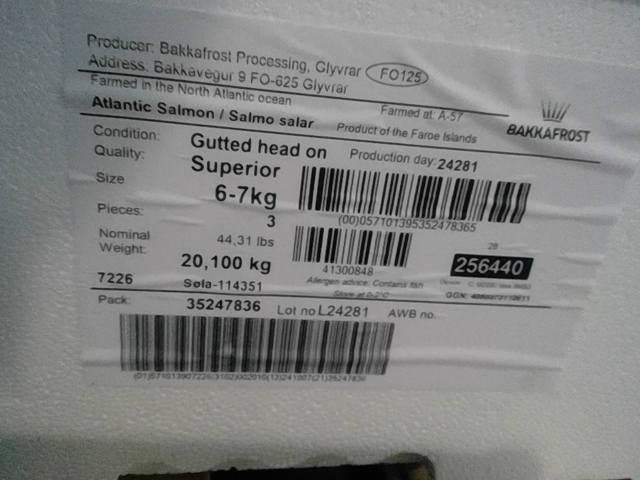 Producer: Bakkafrost Processing, Glyvrar FO125
Address: Bakkavegur 9 FO-625 Glyvrar
Farmed in the North Atlantic ocean
Farmed at: A-57
BAKKAFROST
Atlantic Salmon / Salmo salar
Product of the Faroe Islands
Condition: Gutted head on
Production day: 24281
Quality: Superior
Size 6-7kg
(00)057101395352478365
Pieces: 3
Nominal Weight: 44,31 lbs
20,100 kg
28
256440
41300848
Allergen advice: Contains fish
Store at 0-2°C
7226 Sola-114351
Pack: 35247836 Lot no L24281 AWB no.